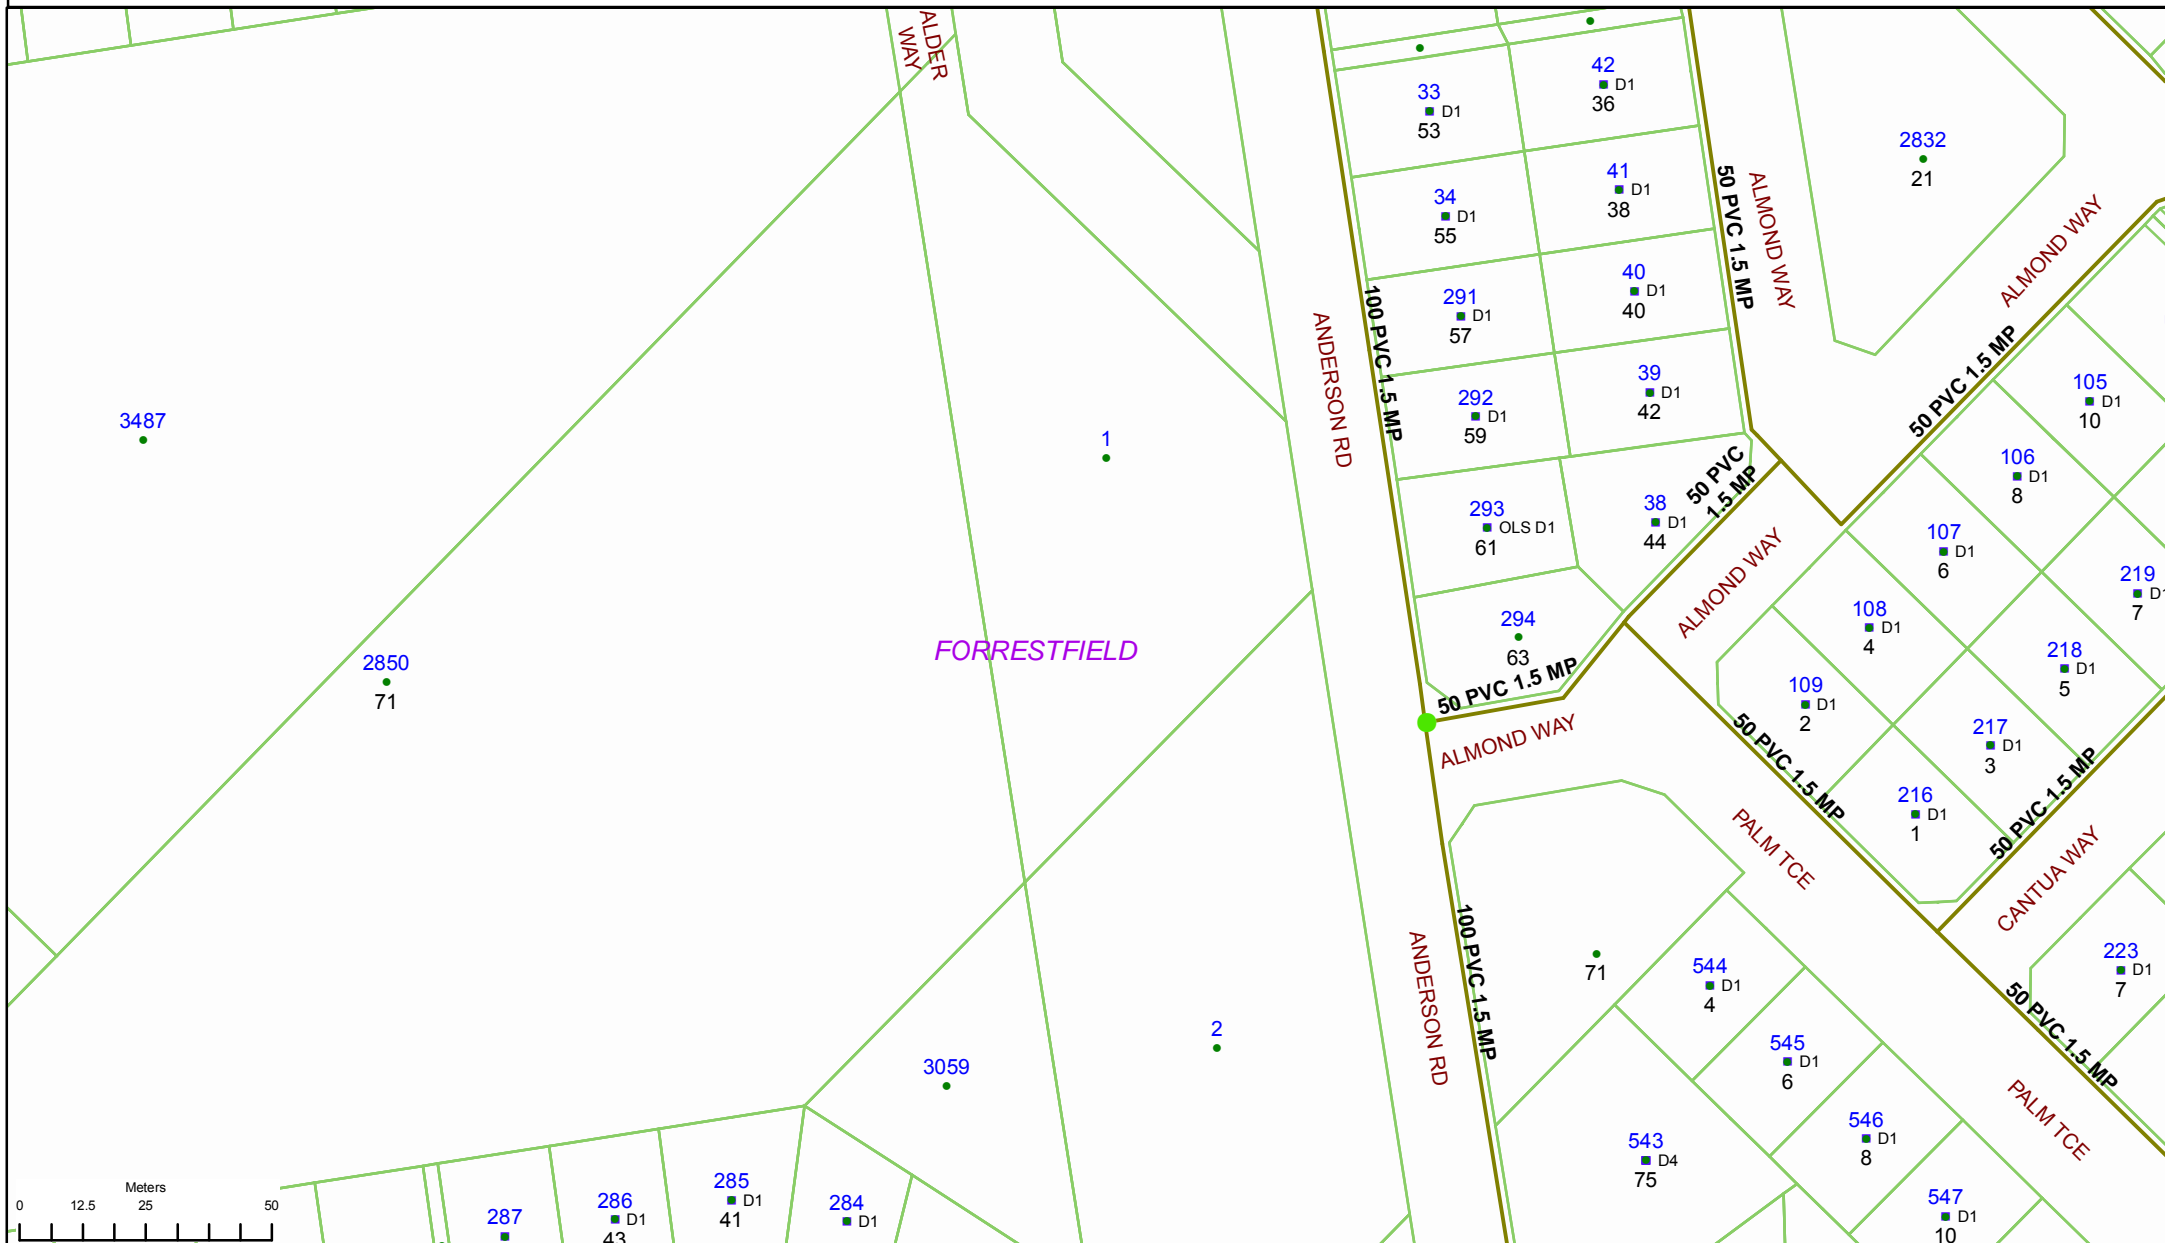 ALDER
WAY
42
D1
36
33
D1
53
2832
21
41
D1
38
34
D1
55
50 PVC 1.5 MP
ALMOND WAY
ALMOND WAY
40
D1
40
291
D1
57
100 PVC 1.5 MP
ANDERSON RD
50 PVC 1.5 MP
39
D1
42
292
D1
59
105
D1
10
3487
1
50 PVC
1.5 MP
106
D1
8
293
OLS D1
61
38
D1
44
107
D1
6
ALMOND WAY
219
D1
7
108
D1
4
294
63
FORRESTFIELD
2850
71
218
D1
5
50 PVC 1.5 MP
109
D1
2
ALMOND WAY
50 PVC 1.5 MP
217
D1
3
50 PVC 1.5 MP
216
D1
1
PALM TCE
CANTUA WAY
100 PVC 1.5 MP
ANDERSON RD
71
544
D1
4
223
D1
7
50 PVC 1.5 MP
2
3059
545
D1
6
PALM TCE
546
D1
8
543
D4
75
285
D1
41
286
D1
43
284
D1
287
547
D1
10
Meters
0 12.5 25 50